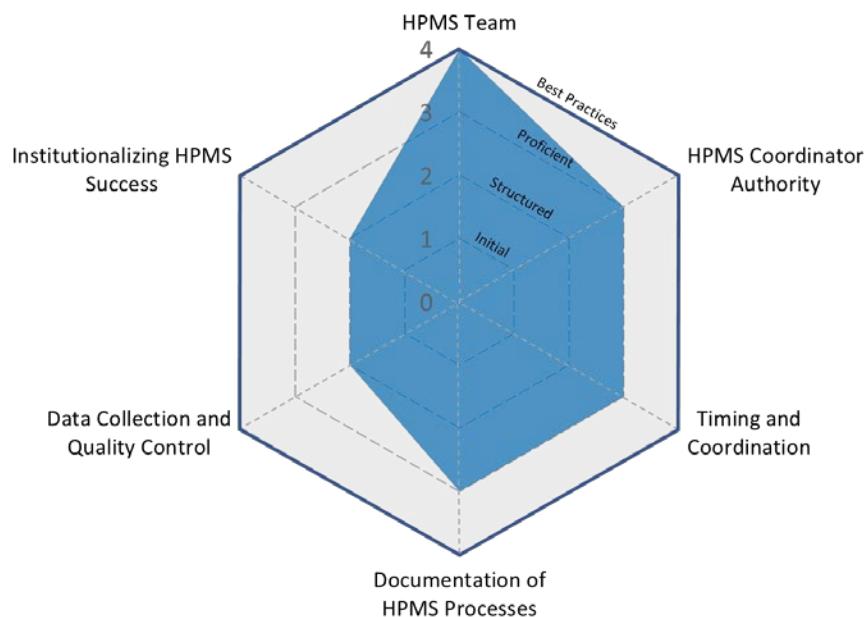 HPMS Team
4
Best Practices
3
Proficient
Institutionalizing HPMS
Success
HPMS Coordinator
Authority
2
Structured
1
Initial
0
Data Collection and
Quality Control
Timing and
Coordination
Documentation of
HPMS Processes